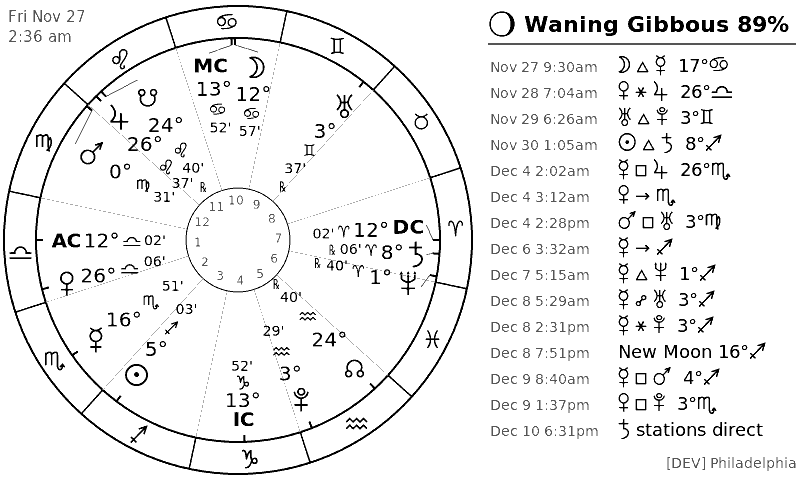 Fri Nov 27
2:36 am
☽ Waning Gibbous 89%
Nov 27 9:30am ☽ △ ☿ 17°♋
Nov 28 7:04am ♀ ⚹ ♃ 26°♎
Nov 29 6:26am ♅ △ ♇ 3°♊
Nov 30 1:05am ☉ △ ♄ 8°♐
Dec 4 2:02am ☿ □ ♃ 26°♏
Dec 4 3:12am ♀ → ♏
Dec 4 2:28pm ♂ □ ♅ 3°♍
Dec 6 3:32am ☿ → ♐
Dec 7 5:15am ☿ △ ♆ 1°♐
Dec 8 5:29am ☿ ☍ ♅ 3°♐
Dec 8 2:31pm ☿ ⚹ ♇ 3°♐
Dec 8 7:51pm New Moon 16°♐
Dec 9 8:40am ☿ □ ♂ 4°♐
Dec 9 1:37pm ♀ □ ♇ 3°♏
Dec 10 6:31pm ♄ stations direct
[DEV] Philadelphia
♋
♊
♉
♈
♓
♒
♑
♐
♏
♎
♍
♌
MC 13° ♋ 52'
☽ 12° ♋ 57'
♅ 3° ♊ 37' ℞
DC 12° ♈ 02'
♄ 8° ♈ 06' ℞
♆ 1° ♈ 40' ℞
☊ 24° ♒ 40' ℞
♇ 3° ♒ 29'
IC 13° ♑ 52'
☉ 5° ♐ 03'
☿ 16° ♏ 51'
♀ 26° ♎ 06'
AC 12° ♎ 02'
♂ 0° ♍ 31'
♃ 26° ♌ 37'
☋ 24° ♌ 40' ℞
1
2
3
4
5
6
7
8
9
10
11
12